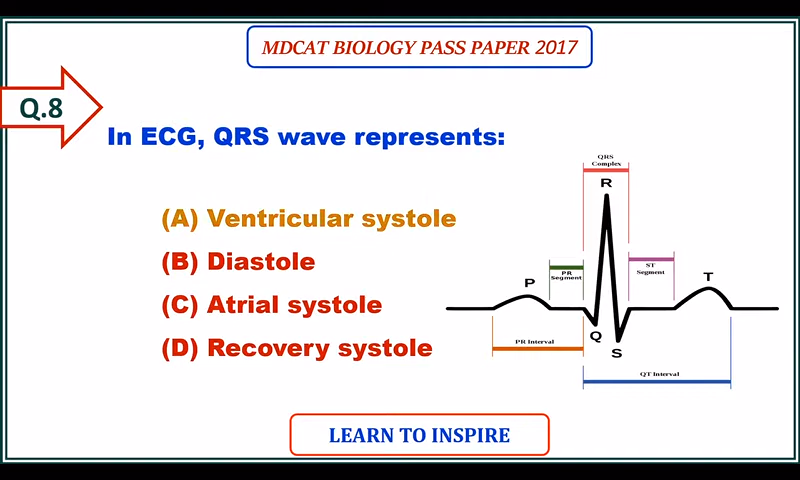 MDCAT BIOLOGY PASS PAPER 2017
Q.8
In ECG, QRS wave represents:
(A) Ventricular systole
(B) Diastole
(C) Atrial systole
(D) Recovery systole
QRS
Complex
R
P
PR
Segment
ST
Segment
T
Q
S
PR Interval
QT Interval
LEARN TO INSPIRE